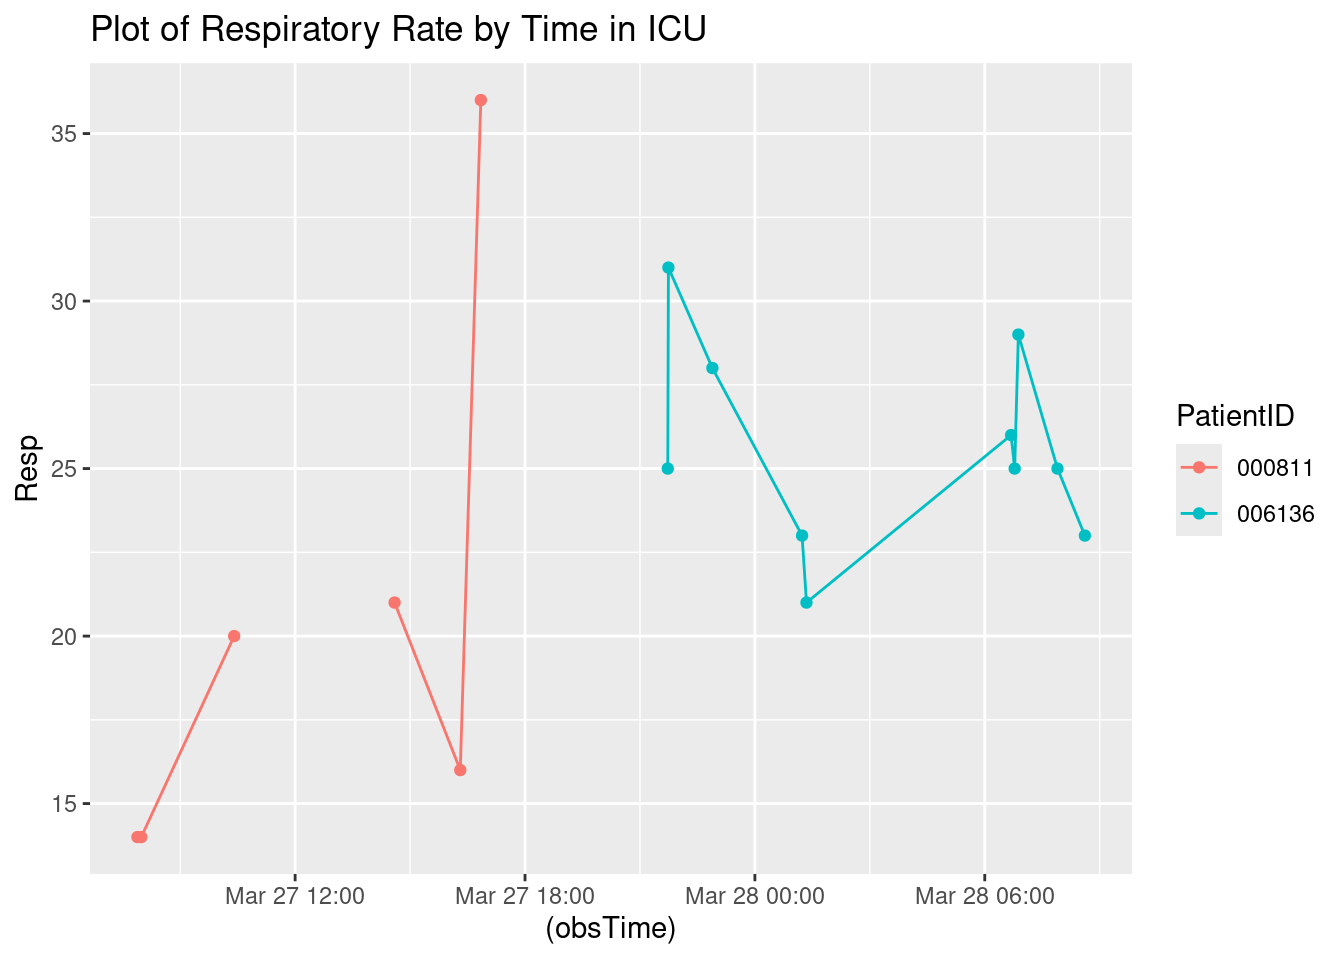 Plot of Respiratory Rate by Time in ICU
35
30
25
20
15
Resp
Mar 27 12:00
Mar 27 18:00
Mar 28 00:00
Mar 28 06:00
(obsTime)
PatientID
000811
006136